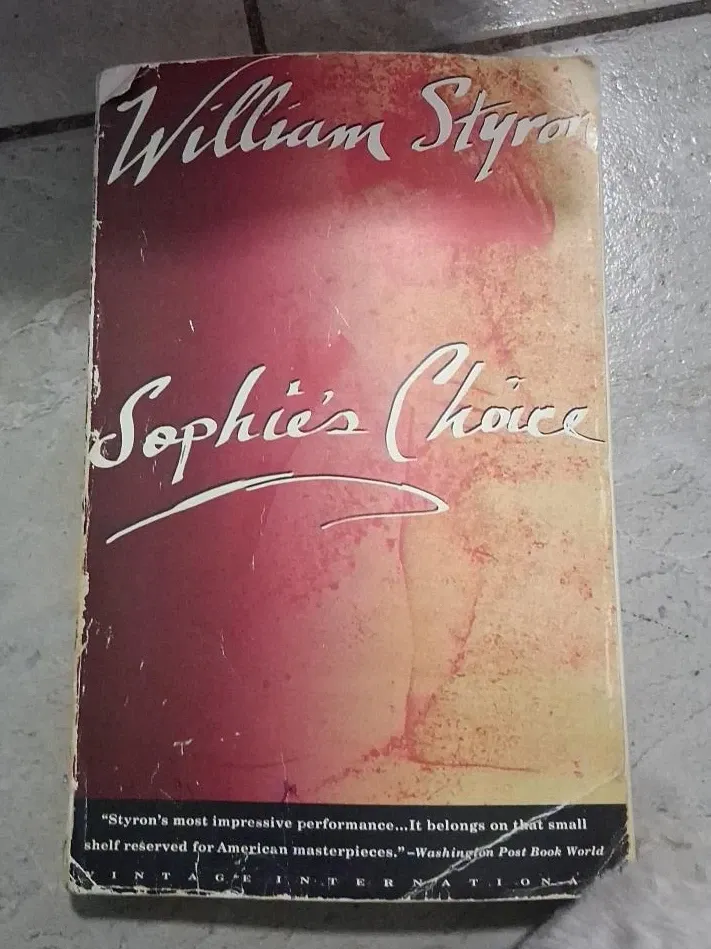 William Styron
Sophie's Choice
“Styron's most impressive performance...It belongs on that small
shelf reserved for American masterpieces.”–Washington Post Book World
VINTAGE INTERNATIONA